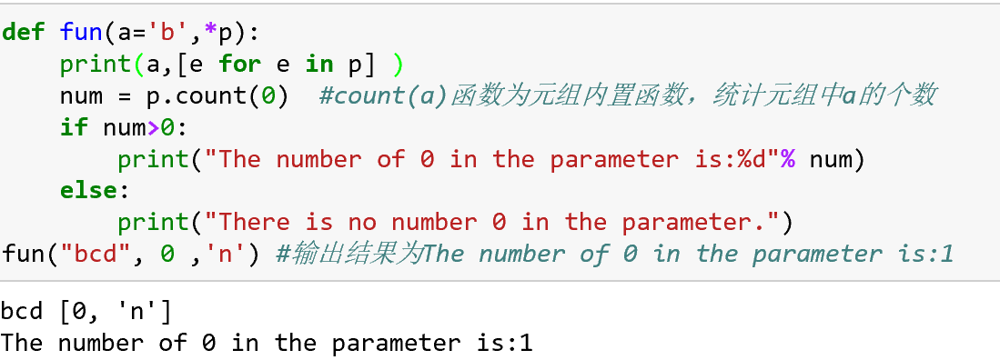 def fun(a='b',*p):
    print(a,[e for e in p] )
    num = p.count(0)  #count(a)函数为元组内置函数，统计元组中a的个数
    if num>0:
        print("The number of 0 in the parameter is:%d"% num)
    else:
        print("There is no number 0 in the parameter.")
fun("bcd", 0 ,'n') #输出结果为The number of 0 in the parameter is:1
bcd [0, 'n']
The number of 0 in the parameter is:1